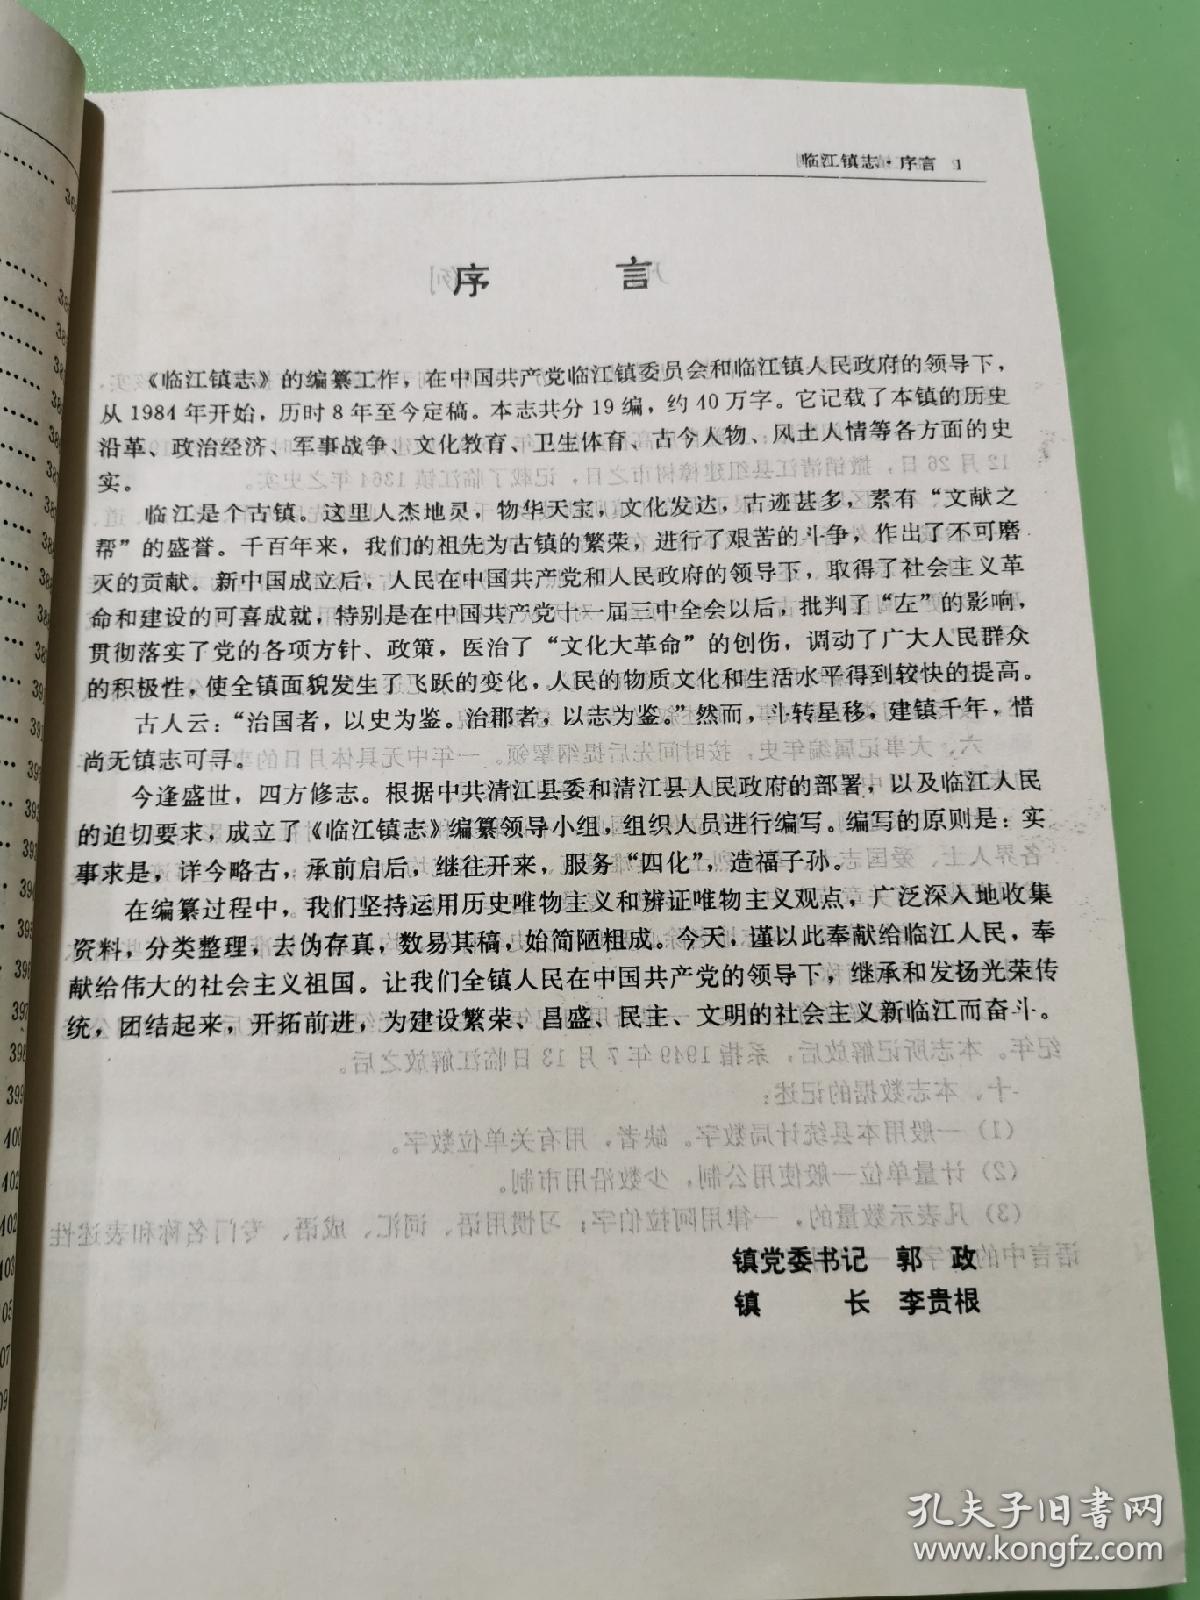 临江镇志·序言 1
序 言
《临江镇志》的编纂工作，在中国共产党临江镇委员会和临江镇人民政府的领导下，
从1984年开始，历时8年至今定稿。本志共分19编，约40万字。它记载了本镇的历史
沿革、政治经济、军事战争、文化教育、卫生体育、古今人物、风土人情等各方面的史
实。
临江是个古镇。这里人杰地灵，物华天宝，文化发达，古迹甚多，素有“文献之
帮”的盛誉。千百年来，我们的祖先为古镇的繁荣，进行了艰苦的斗争，作出了不可磨
灭的贡献。新中国成立后，人民在中国共产党和人民政府的领导下，取得了社会主义革
命和建设的可喜成就，特别是在中国共产党十一届三中全会以后，批判了“左”的影响，
贯彻落实了党的各项方针、政策，医治了“文化大革命”的创伤，调动了广大人民群众
的积极性，使全镇面貌发生了飞跃的变化，人民的物质文化和生活水平得到较快的提高。
古人云：“治国者，以史为鉴。治郡者，以志为鉴。”然而，斗转星移，建镇千年，惜
尚无镇志可寻。
今逢盛世，四方修志。根据中共清江县委和清江县人民政府的部署，以及临江人民
的迫切要求，成立了《临江镇志》编纂领导小组，组织人员进行编写。编写的原则是：实
事求是，详今略古，承前启后，继往开来，服务“四化”，造福子孙。
在编纂过程中，我们坚持运用历史唯物主义和辨证唯物主义观点，广泛深入地收集
资料，分类整理，去伪存真，数易其稿，始简陋粗成。今天，谨以此奉献给临江人民，奉
献给伟大的社会主义祖国。让我们全镇人民在中国共产党的领导下，继承和发扬光荣传
统，团结起来，开拓前进，为建设繁荣、昌盛、民主、文明的社会主义新临江而奋斗。
镇党委书记 郭 政
镇 长 李贵根
孔夫子旧书网
www.kongfz.com